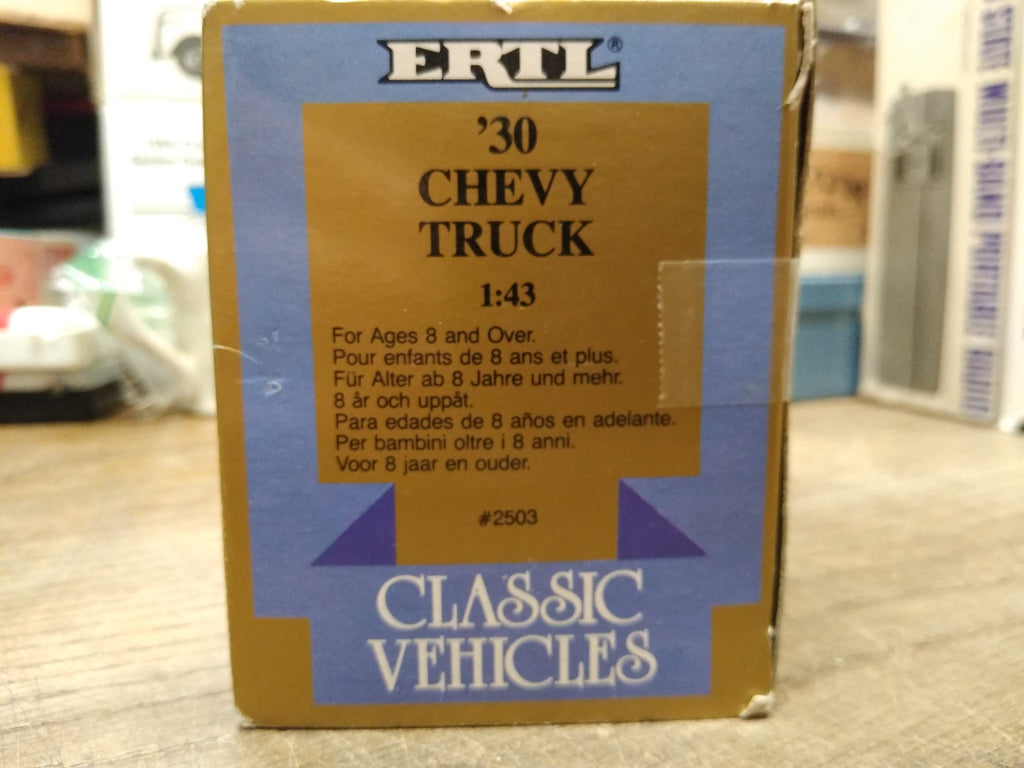 ERTL®
'30
CHEVY
TRUCK
1:43
For Ages 8 and Over.
Pour enfants de 8 ans et plus.
Für Alter ab 8 Jahre und mehr.
8 år och uppåt.
Para edades de 8 años en adelante.
Per bambini oltre i 8 anni.
Voor 8 jaar en ouder.
#2503
CLASSIC
VEHICLES